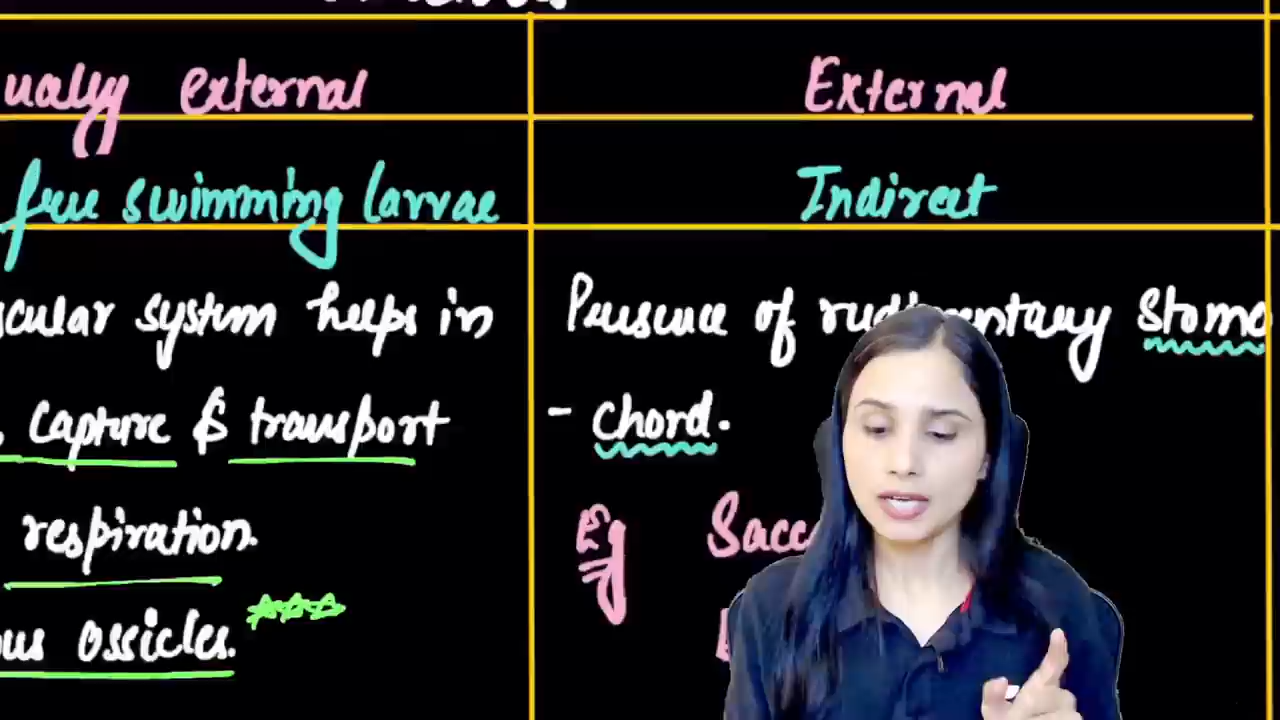 ually external
External
free swimming larvae
Indirect
scular system helps in
capture & transport
respiration.
ous ossicles.
Presence of rudimentary Stomo
- chord.
Eg Sacc